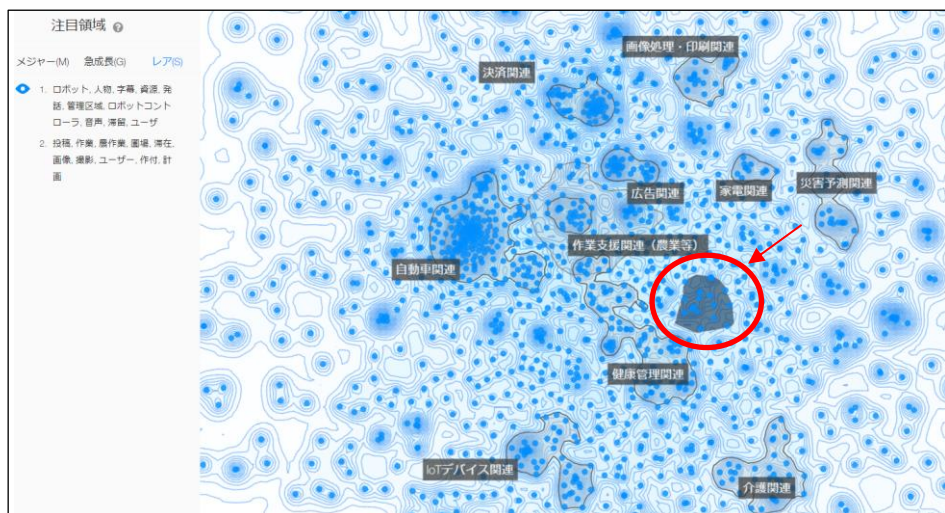 注目領域 ?
メジャー(M) 急成長(G) レア(S)
1. ロボット, 人物, 字幕, 資源, 発
話, 管理区域, ロボットコント
ローラ, 音声, 滞留, ユーザ
2. 投稿, 作業, 農作業, 圃場, 滞在,
画像, 撮影, ユーザー, 作付, 計
画
画像処理・印刷関連
決済関連
広告関連
家電関連
災害予測関連
作業支援関連（農業等）
自動車関連
健康管理関連
IoTデバイス関連
介護関連